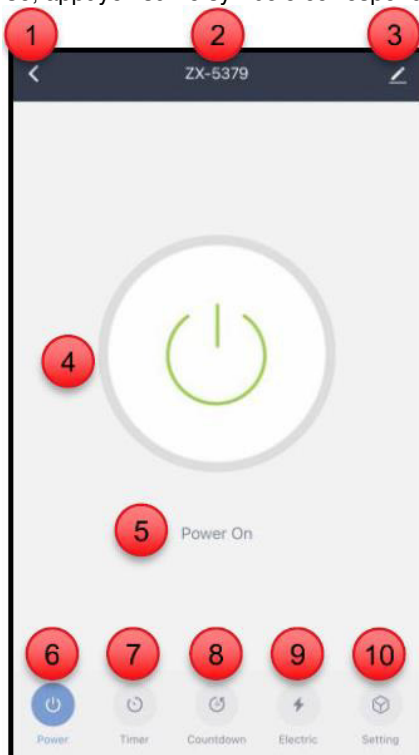 1 2 3
ZX-5379
4
5 Power On
6 7 8 9 10
Power Timer Countdown Electric Setting